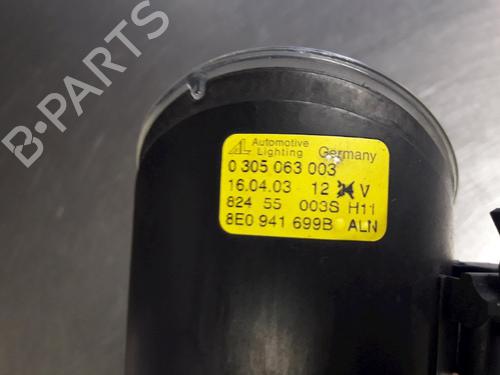 B-PARTS
AL Automotive Lighting Germany
0 305 063 003
16.04.03 12 V
824 55 003S H11
8E0 941 699B ALN